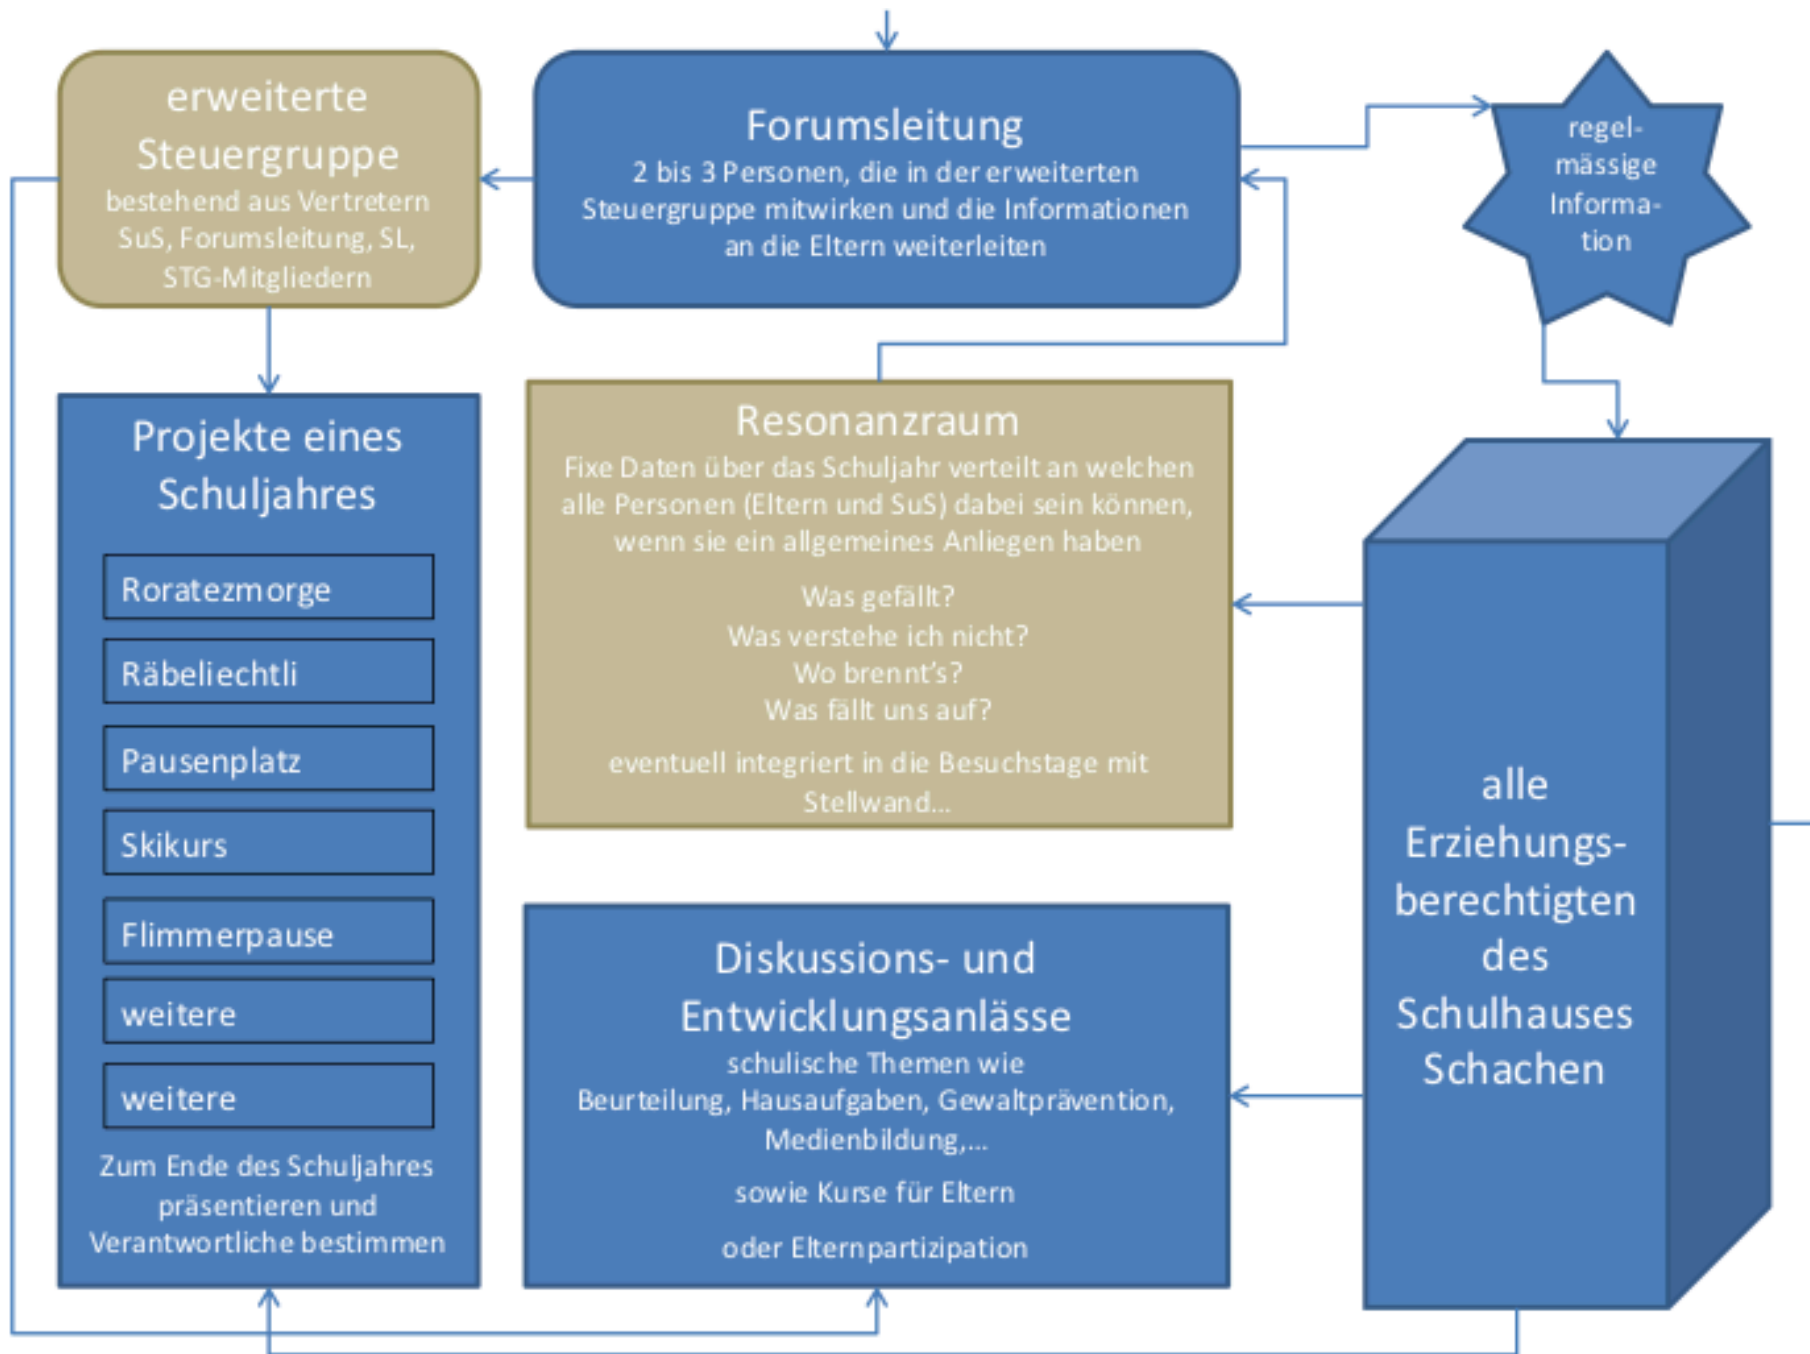 erweiterte
Steuergruppe
bestehend aus Vertretern
SuS, Forumsleitung, SL,
STG-Mitgliedern
Forumsleitung
2 bis 3 Personen, die in der erweiterten
Steuergruppe mitwirken und die Informationen
an die Eltern weiterleiten
regel-
mässige
Informa-
tion
Projekte eines
Schuljahres
Roratezmorge
Räbeliechtli
Pausenplatz
Skikurs
Flimmerpause
weitere
weitere
Zum Ende des Schuljahres
präsentieren und
Verantwortliche bestimmen
Resonanzraum
Fixe Daten über das Schuljahr verteilt an welchen
alle Personen (Eltern und SuS) dabei sein können,
wenn sie ein allgemeines Anliegen haben
Was gefällt?
Was verstehe ich nicht?
Wo brennt's?
Was fällt uns auf?
eventuell integriert in die Besuchstage mit
Stellwand...
Diskussions- und
Entwicklungsanlässe
schulische Themen wie
Beurteilung, Hausaufgaben, Gewaltprävention,
Medienbildung,...
sowie Kurse für Eltern
oder Elternpartizipation
alle
Erziehungs-
berechtigten
des
Schulhauses
Schachen